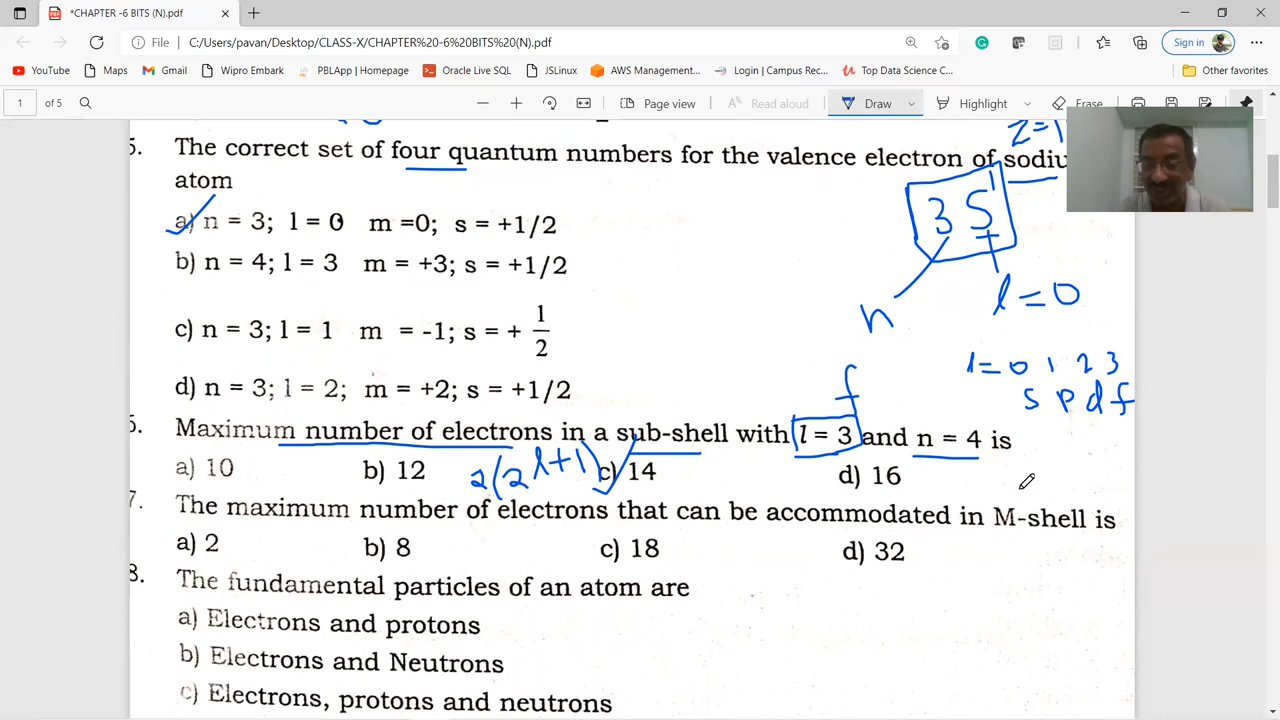 *CHAPTER -6 BITS (N).pdf
File C:/Users/pavan/Desktop/CLASS-X/CHAPTER%20-6%20BITS%20(N).pdf
Sign in
YouTube Maps Gmail Wipro Embark PBLApp | Homepage Oracle Live SQL JSLinux AWS Management... Login | Campus Rec... Top Data Science C... Other favorites
1 of 5 Page view Read aloud Draw Highlight Erase
Z=1
5. The correct set of four quantum numbers for the valence electron of sodiu
atom
a) n = 3; l = 0 m =0; s = +1/2
3 S 1
b) n = 4; l = 3 m = +3; s = +1/2
l = 0
n
c) n = 3; l = 1 m = -1; s = + 1/2
l = 0 1 2 3
s p d f
d) n = 3; l = 2; m = +2; s = +1/2
f
6. Maximum number of electrons in a sub-shell with l = 3 and n = 4 is
a) 10 b) 12 c) 14 d) 16
2(2l+1)
7. The maximum number of electrons that can be accommodated in M-shell is
a) 2 b) 8 c) 18 d) 32
8. The fundamental particles of an atom are
a) Electrons and protons
b) Electrons and Neutrons
c) Electrons, protons and neutrons